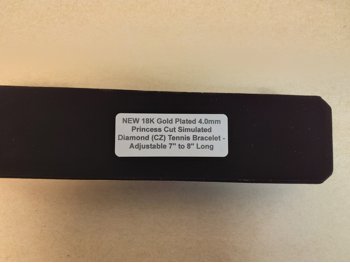 NEW 18K Gold Plated 4.0mm
Princess Cut Simulated
Diamond (CZ) Tennis Bracelet -
Adjustable 7" to 8" Long